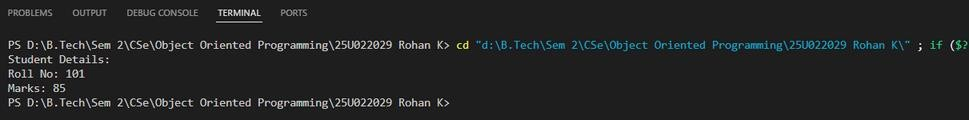 PROBLEMS OUTPUT DEBUG CONSOLE TERMINAL PORTS
PS D:\B.Tech\Sem 2\CSe\Object Oriented Programming\25U022029 Rohan K> cd "d:\B.Tech\Sem 2\CSe\Object Oriented Programming\25U022029 Rohan K\" ; if ($?
Student Details:
Roll No: 101
Marks: 85
PS D:\B.Tech\Sem 2\CSe\Object Oriented Programming\25U022029 Rohan K>